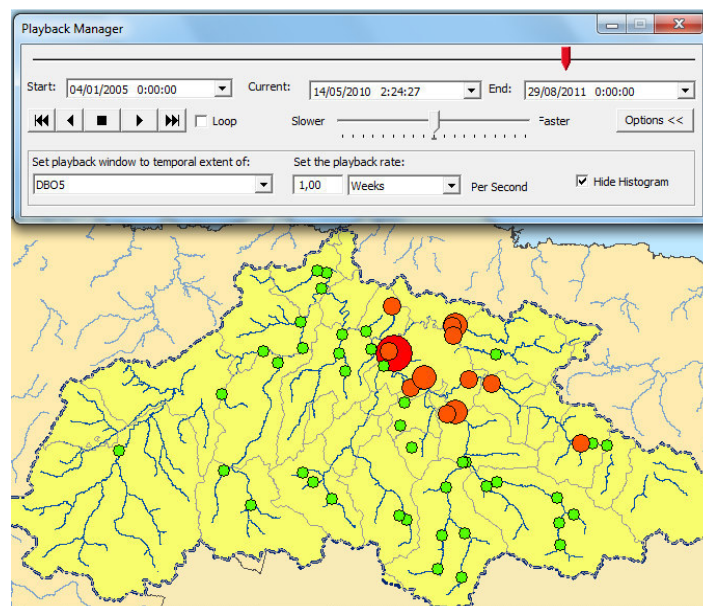 Playback Manager
Start: 04/01/2005 0:00:00 Current: 14/05/2010 2:24:27 End: 29/08/2011 0:00:00
Loop Slower Faster Options <<
Set playback window to temporal extent of: Set the playback rate:
DBO5 1,00 Weeks Per Second Hide Histogram